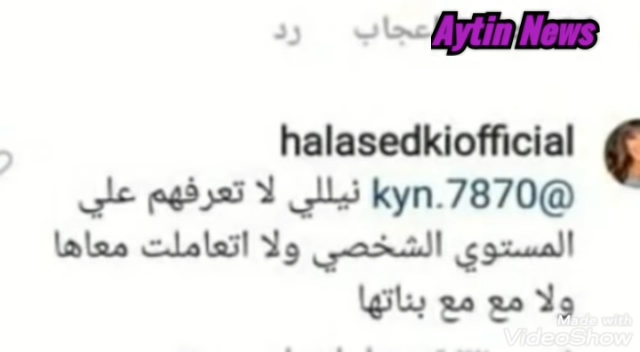 اعجاب رد
Aytin News
halasedkiofficial
@kyn.7870 نيللي لا تعرفهم علي
المستوي الشخصي ولا اتعاملت معاها
ولا مع مع بناتها
Made with
VideoShow